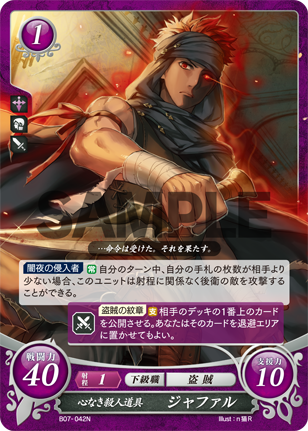 1
SAMPLE
…命令は受けた。それを果たす。
闇夜の侵入者 常 自分のターン中、自分の手札の枚数が相手より
少ない場合、このユニットは射程に関係なく後衛の敵を攻撃する
ことができる。
盗賊の紋章 支 相手のデッキの1番上のカード
を公開させる。あなたはそのカードを退避エリア
に置かせてもよい。
戦闘力 40
射程 1 下級職 盗賊
支援力 10
心なき殺人道具 ジャファル
B07-042N
Illust：n猫R